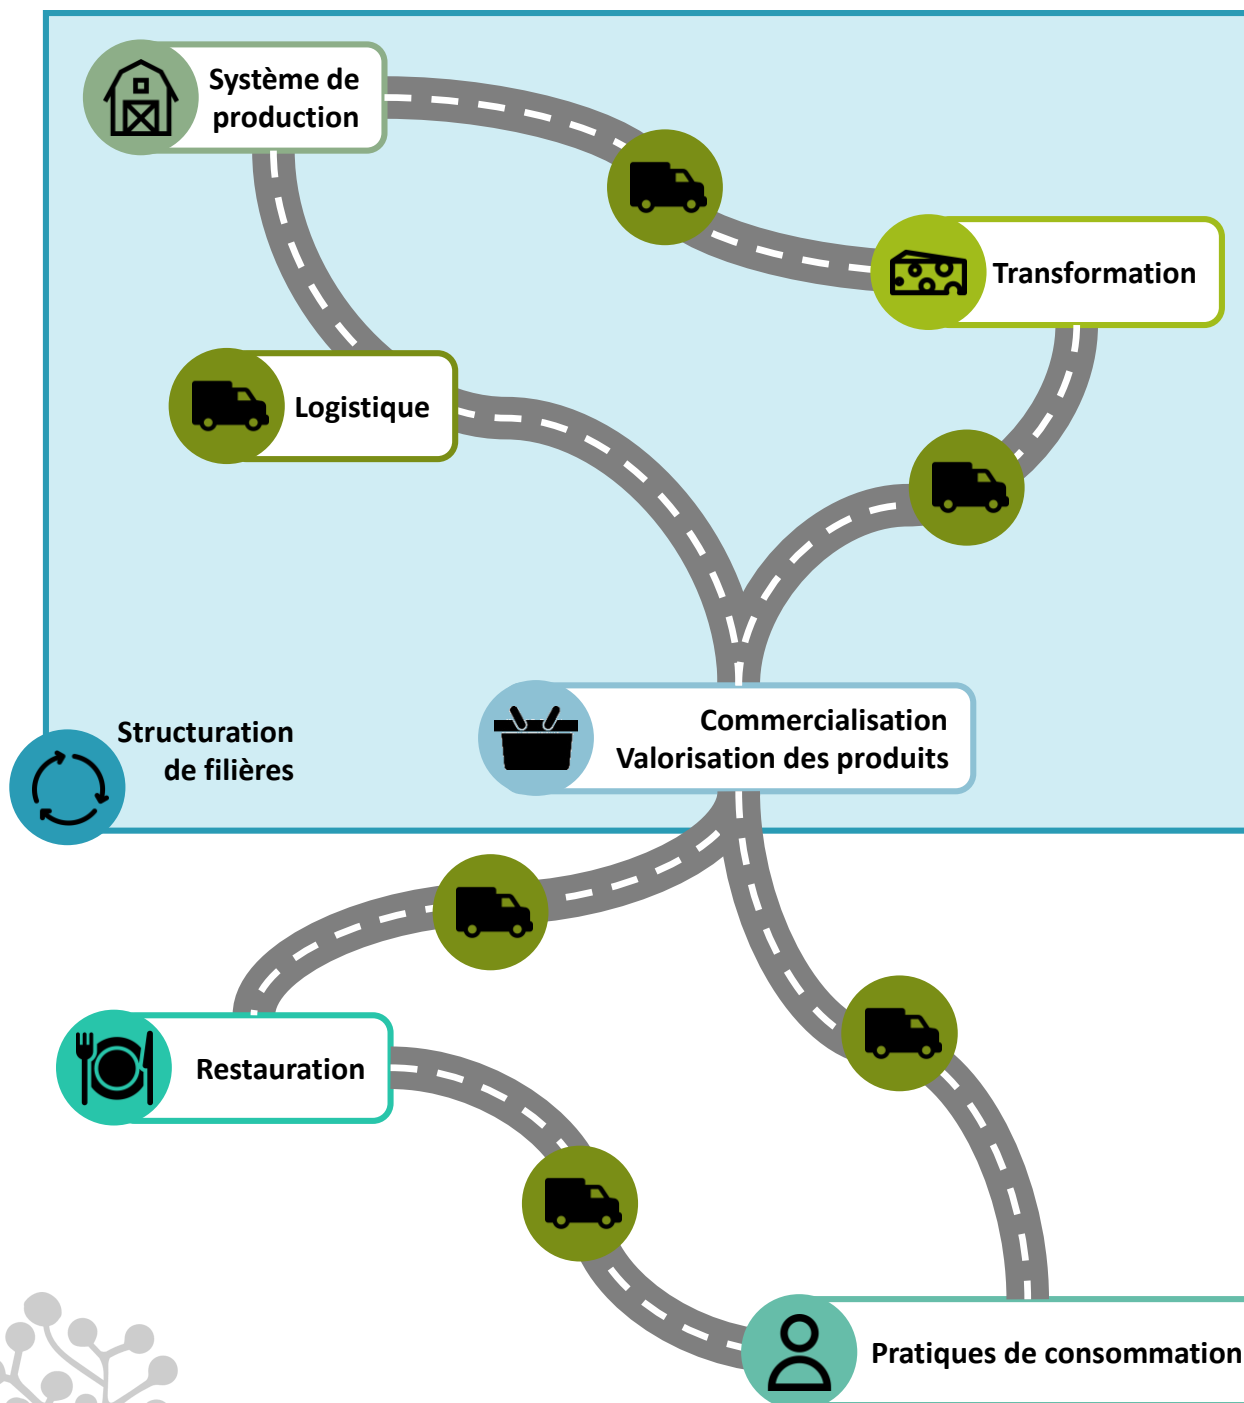 Système de
production
Transformation
Logistique
Commercialisation
Valorisation des produits
Structuration
de filières
Restauration
Pratiques de consommation